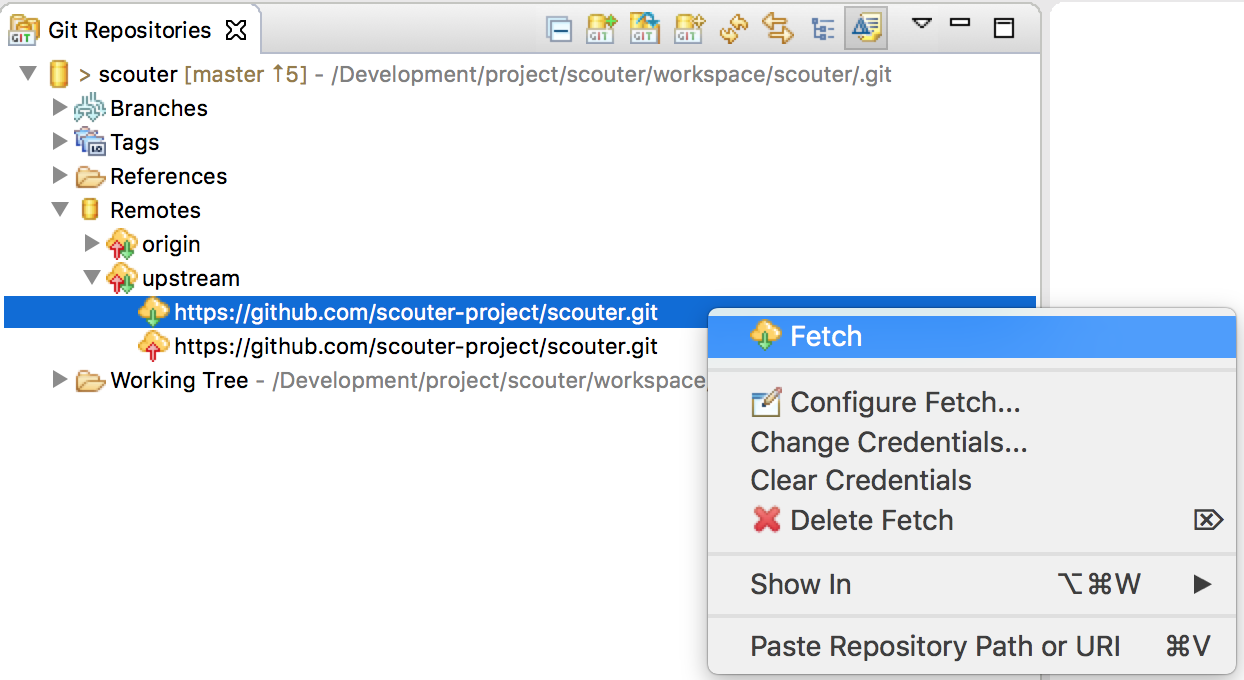 Git Repositories
> scouter [master ↑5] - /Development/project/scouter/workspace/scouter/.git
Branches
Tags
References
Remotes
origin
upstream
https://github.com/scouter-project/scouter.git
https://github.com/scouter-project/scouter.git
Working Tree - /Development/project/scouter/workspace
Fetch
Configure Fetch...
Change Credentials...
Clear Credentials
Delete Fetch ⌦
Show In ⌥⌘W ▶
Paste Repository Path or URI ⌘V